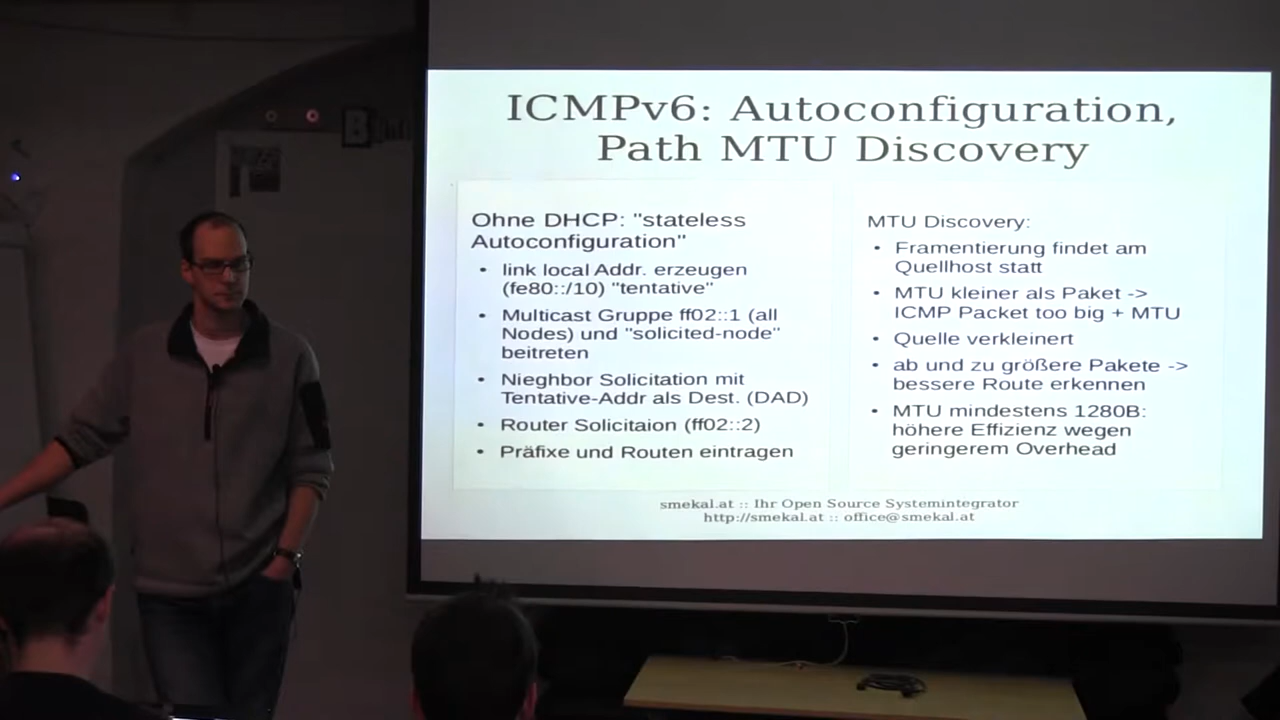 ICMPv6: Autoconfiguration,
Path MTU Discovery
Ohne DHCP: "stateless
Autoconfiguration"
• link local Addr. erzeugen
(fe80::/10) "tentative"
• Multicast Gruppe ff02::1 (all
Nodes) und "solicited-node"
beitreten
• Nieghbor Solicitation mit
Tentative-Addr als Dest. (DAD)
• Router Solicitaion (ff02::2)
• Präfixe und Routen eintragen
MTU Discovery:
• Framentierung findet am
Quellhost statt
• MTU kleiner als Paket ->
ICMP Packet too big + MTU
• Quelle verkleinert
• ab und zu größere Pakete ->
bessere Route erkennen
• MTU mindestens 1280B:
höhere Effizienz wegen
geringerem Overhead
smekal.at :: Ihr Open Source Systemintegrator
http://smekal.at :: office@smekal.at